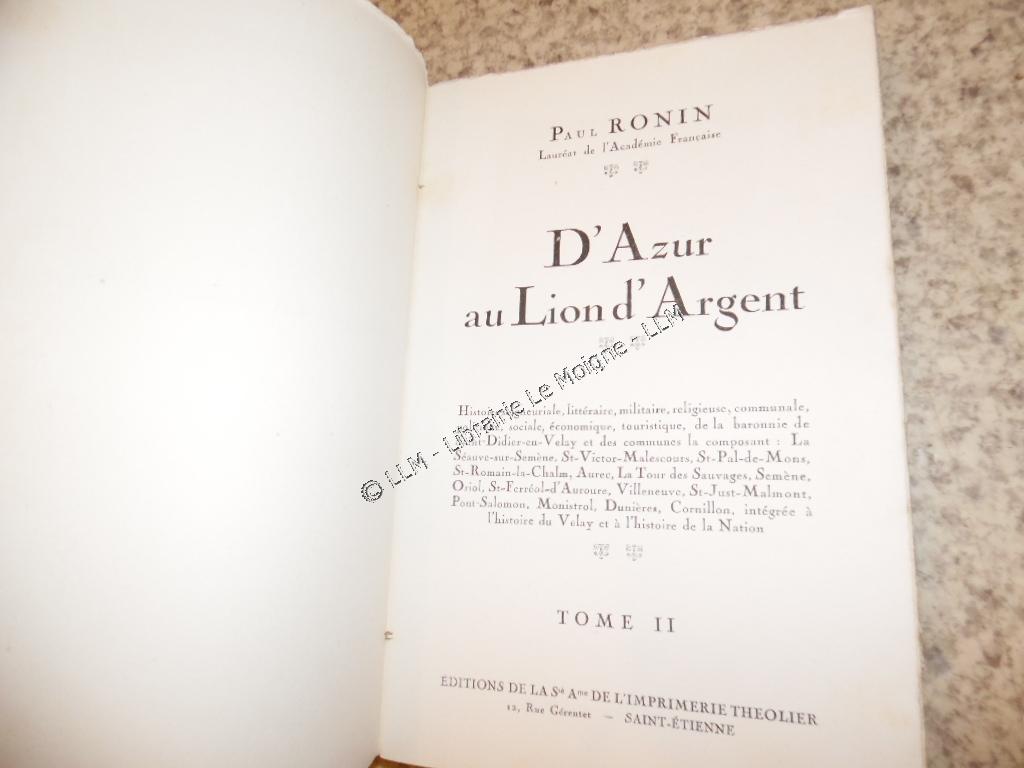 Paul RONIN
Lauréat de l'Académie Française
D'Azur
au Lion d'Argent
littéraire, militaire, religieuse, communale,
sociale, économique, touristique, de la baronnie de
-Didier-en-Velay et des communes la composant : La
Séauve-sur-Semène, St-Victor-Malescours, St-Pal-de-Mons,
St-Romain-la-Chalm, Aurec, La Tour des Sauvages, Semène,
Oriol, St-Ferréol-d'Auroure, Villeneuve, St-Just-Malmont,
Pont-Salomon, Monistrol, Dunières, Cornillon, intégrée à
l'histoire du Velay et à l'histoire de la Nation
TOME II
ÉDITIONS DE LA Sté Ame DE L'IMPRIMERIE THEOLIER
12, Rue Gérentet — SAINT-ÉTIENNE
© LLM - Librairie Le Moigne - LLM